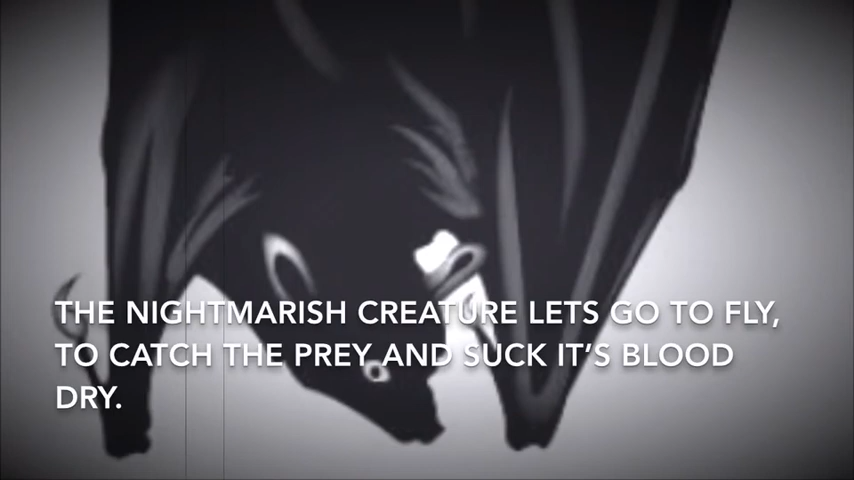 THE NIGHTMARISH CREATURE LETS GO TO FLY,
TO CATCH THE PREY AND SUCK IT'S BLOOD
DRY.